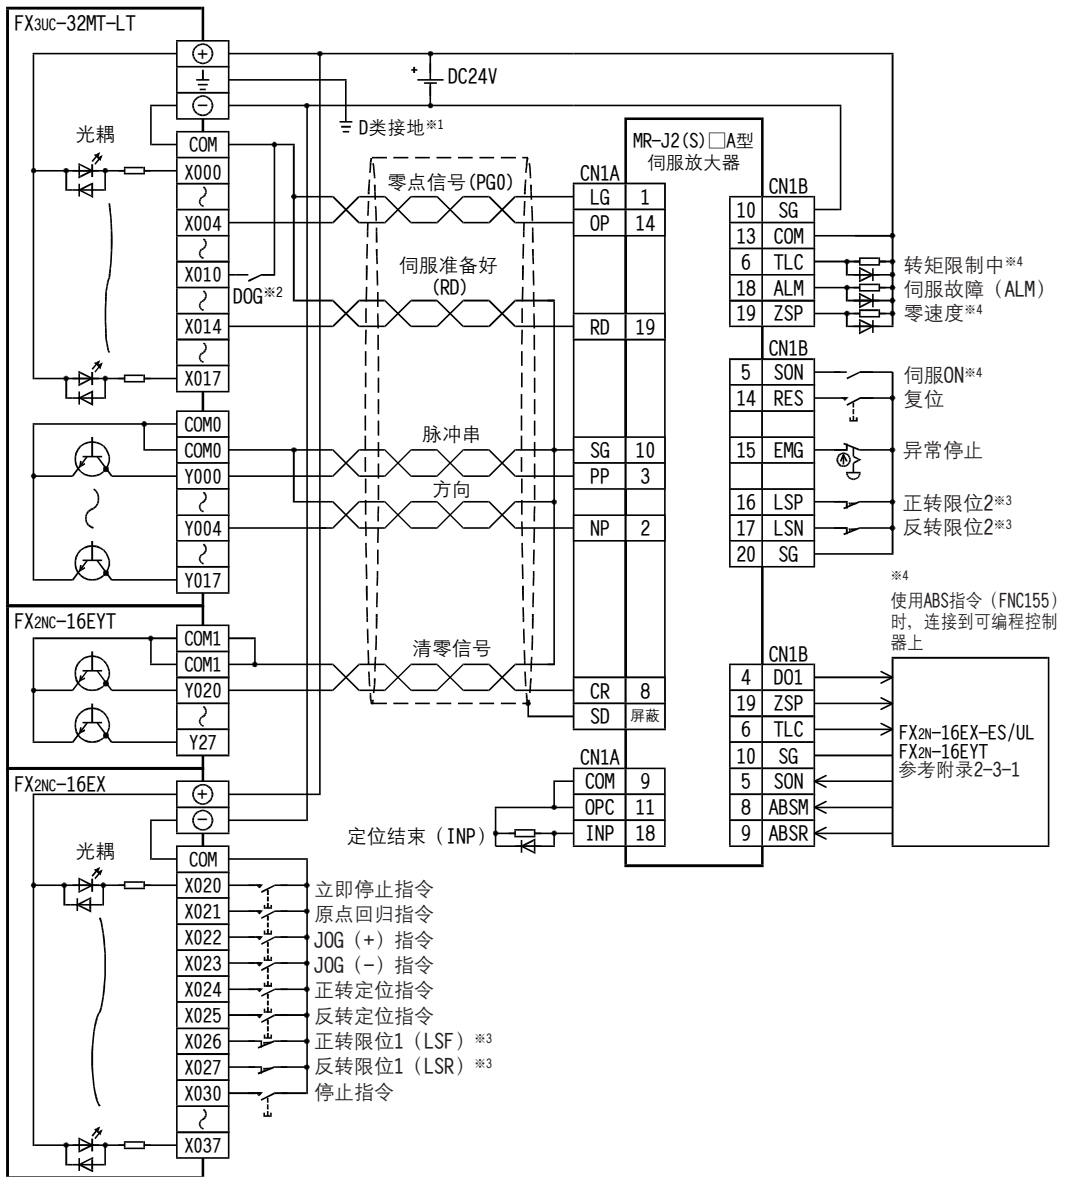 FX3UC-32MT-LT
+
-
DC24V
D类接地※1
光耦
COM
X000
X004
X010
DOG※2
X014
X017
COM0
COM0
Y000
Y004
Y017
零点信号(PG0)
伺服准备好
(RD)
脉冲串
方向
清零信号
FX2NC-16EYT
COM1
COM1
Y020
Y27
FX2NC-16EX
+
-
光耦
COM
X020 立即停止指令
X021 原点回归指令
X022 JOG（+）指令
X023 JOG（-）指令
X024 正转定位指令
X025 反转定位指令
X026 正转限位1（LSF）※3
X027 反转限位1（LSR）※3
X030 停止指令
X037
MR-J2(S)□A型
伺服放大器
CN1A
LG 1
OP 14
RD 19
SG 10
PP 3
NP 2
CR 8
SD 屏蔽
CN1A
COM 9
OPC 11
INP 18
定位结束（INP）
CN1B
10 SG
13 COM
6 TLC 转矩限制中※4
18 ALM 伺服故障（ALM）
19 ZSP 零速度※4
CN1B
5 SON 伺服ON※4
14 RES 复位
15 EMG 异常停止
16 LSP 正转限位2※3
17 LSN 反转限位2※3
20 SG
※4
使用ABS指令（FNC155）
时，连接到可编程控制
器上
CN1B
4 DO1
19 ZSP
6 TLC
10 SG
5 SON
8 ABSM
9 ABSR
FX2N-16EX-ES/UL
FX2N-16EYT
参考附录2-3-1